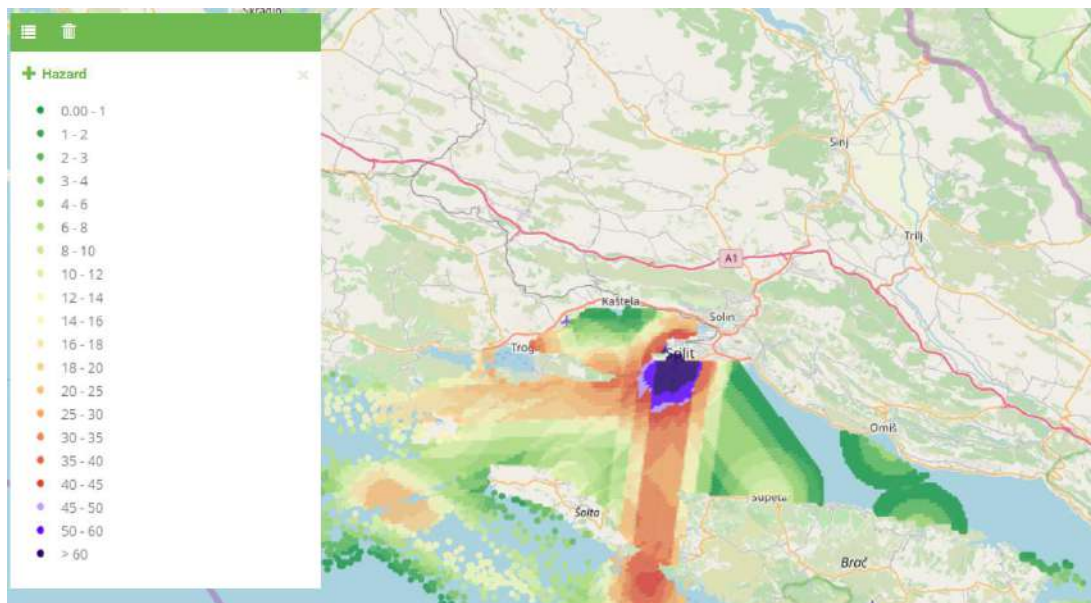 Skradin
Hazard
0.00 - 1
1 - 2
2 - 3
3 - 4
4 - 6
6 - 8
8 - 10
10 - 12
12 - 14
14 - 16
16 - 18
18 - 20
20 - 25
25 - 30
30 - 35
35 - 40
40 - 45
45 - 50
50 - 60
> 60
Sinj
Trilj
A1
Kaštela
Solin
Trog
Split
Omiš
Supeta
Šolta
Brač